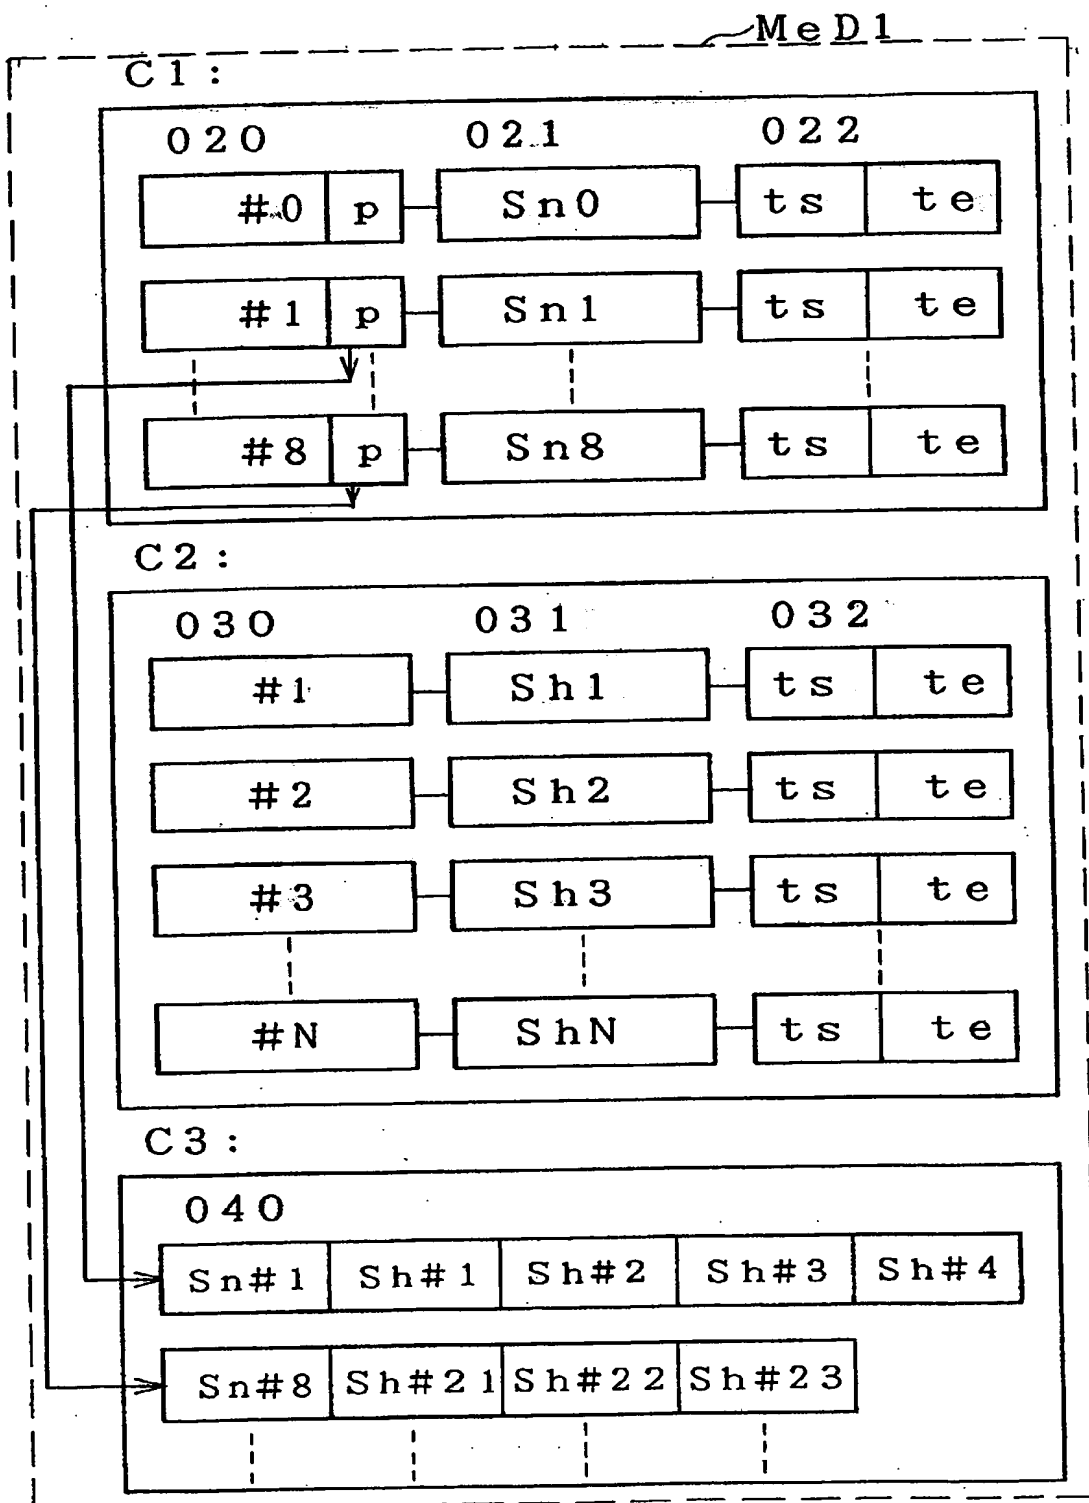 MeD1
C1:
020 021 022
#0 p Sn0 ts te
#1 p Sn1 ts te
#8 p Sn8 ts te
C2:
030 031 032
#1 Sh1 ts te
#2 Sh2 ts te
#3 Sh3 ts te
#N ShN ts te
C3:
040
Sn#1 Sh#1 Sh#2 Sh#3 Sh#4
Sn#8 Sh#21 Sh#22 Sh#23